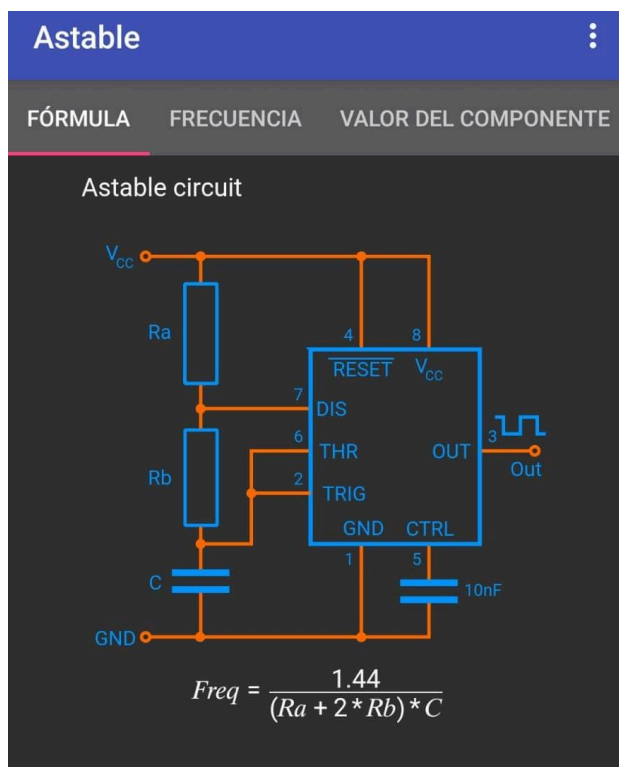 Astable
FÓRMULA FRECUENCIA VALOR DEL COMPONENTE
Astable circuit
VCC
Ra
4 8
RESET VCC
7
DIS
6
THR OUT 3
Out
Rb
2
TRIG
GND CTRL
1 5
C
10nF
GND
Freq = 1.44 / (Ra + 2 * Rb) * C